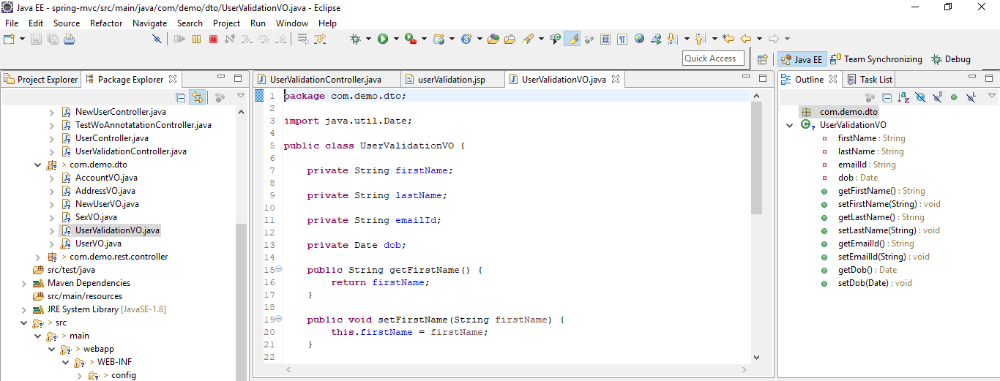 Java EE - spring-mvc/src/main/java/com/demo/dto/UserValidationVO.java - Eclipse
File Edit Source Refactor Navigate Search Project Run Window Help
Quick Access
Java EE
Team Synchronizing
Debug
Project Explorer
Package Explorer
NewUserController.java
TestWoAnnotatationController.java
UserController.java
UserValidationController.java
> com.demo.dto
AccountVO.java
AddressVO.java
NewUserVO.java
SexVO.java
UserValidationVO.java
UserVO.java
> com.demo.rest.controller
src/test/java
Maven Dependencies
src/main/resources
JRE System Library [JavaSE-1.8]
> src
> main
> webapp
> WEB-INF
> config
UserValidationController.java
userValidation.jsp
UserValidationVO.java
1 package com.demo.dto;
2
3 import java.util.Date;
4
5 public class UserValidationVO {
6
7 private String firstName;
8
9 private String lastName;
10
11 private String emailId;
12
13 private Date dob;
14
15 public String getFirstName() {
16 return firstName;
17 }
18
19 public void setFirstName(String firstName) {
20 this.firstName = firstName;
21 }
22
Outline
Task List
com.demo.dto
UserValidationVO
firstName : String
lastName : String
emailId : String
dob : Date
getFirstName() : String
setFirstName(String) : void
getLastName() : String
setLastName(String) : void
getEmailId() : String
setEmailId(String) : void
getDob() : Date
setDob(Date) : void